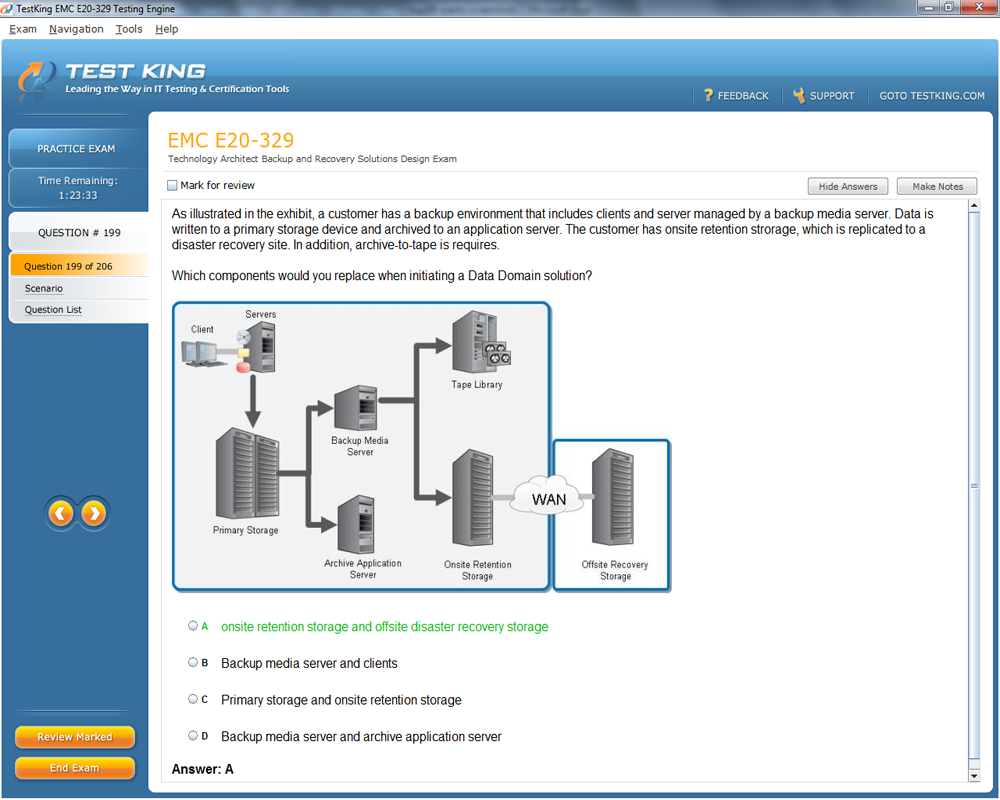 TestKing EMC E20-329 Testing Engine
Exam Navigation Tools Help
TEST KING
Leading the Way in IT Testing & Certification Tools
? FEEDBACK SUPPORT GOTO TESTKING.COM
PRACTICE EXAM
Time Remaining:
1:23:33
QUESTION # 199
Question 199 of 206
Scenario
Question List
Review Marked
End Exam
EMC E20-329
Technology Architect Backup and Recovery Solutions Design Exam
Mark for review
Hide Answers Make Notes
As illustrated in the exhibit, a customer has a backup environment that includes clients and server managed by a backup media server. Data is
written to a primary storage device and archived to an application server. The customer has onsite retention strorage, which is replicated to a
disaster recovery site. In addition, archive-to-tape is requires.
Which components would you replace when initiating a Data Domain solution?
Servers
Client
Tape Library
Backup Media
Server
WAN
Primary Storage
Archive Application
Server
Onsite Retention
Storage
Offsite Recovery
Storage
A onsite retention storage and offsite disaster recovery storage
B Backup media server and clients
C Primary storage and onsite retention storage
D Backup media server and archive application server
Answer: A